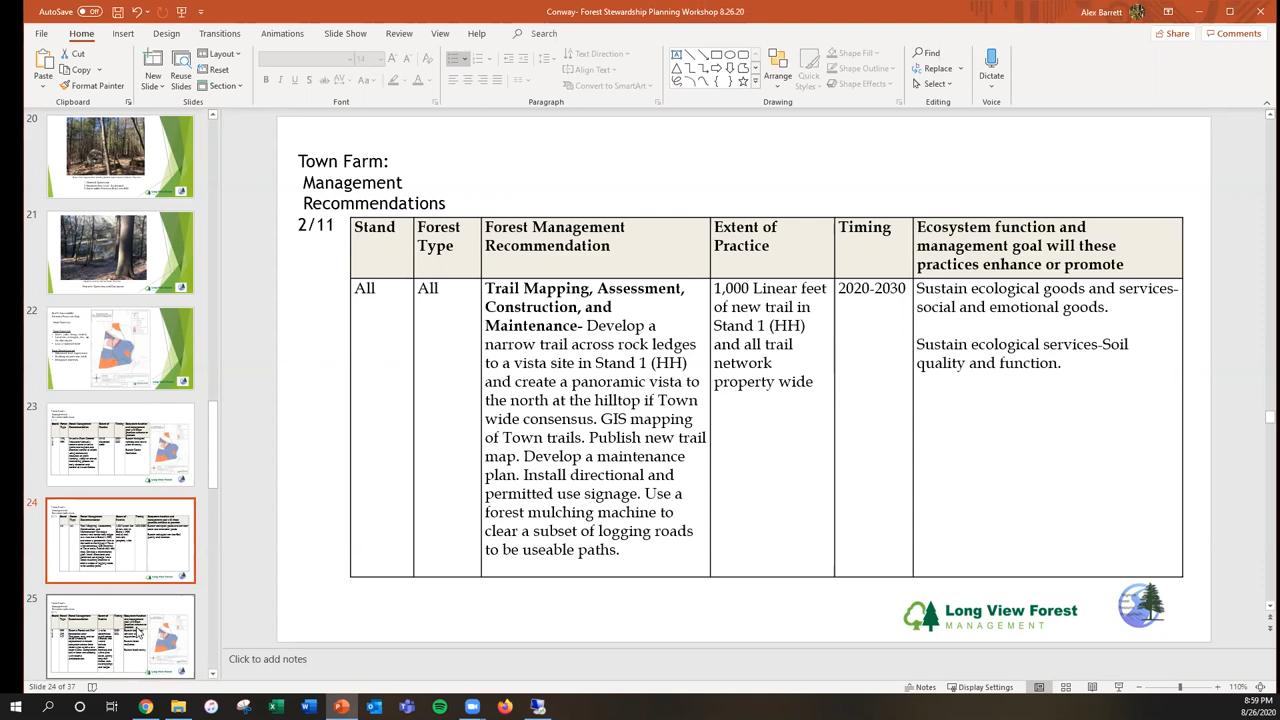 AutoSave Off
Conway- Forest Stewardship Planning Workshop 8.26.20
Alex Barrett
File Home Insert Design Transitions Animations Slide Show Review View Help Search
Share Comments
Paste
Cut
Copy
Format Painter
Clipboard
New
Slide
Reuse
Slides
Layout
Reset
Section
Slides
14
Font
Text Direction
Align Text
Convert to SmartArt
Paragraph
Arrange
Quick
Styles
Shape Fill
Shape Outline
Shape Effects
Drawing
Find
Replace
Select
Editing
Dictate
Voice
20
21
22
23
24
25
Town Farm:
Management
Recommendations
2/11
Stand
Forest
Type
Forest Management
Recommendation
Extent of
Practice
Timing
Ecosystem function and
management goal will these
practices enhance or promote
All
All
Trail Mapping, Assessment,
Construction, and
Maintenance- Develop a
narrow trail across rock ledges
to a vista site in Stand 1 (HH)
and create a panoramic vista to
the north at the hilltop if Town
wide consensus. GIS mapping
of Town trails. Publish new trail
map. Develop a maintenance
plan. Install directional and
permitted use signage. Use a
forest mulching machine to
clear a subset of logging roads
to be useable paths.
1,000 Linear feet
of new trail in
Stand 1 (HH)
and all trail
network
property wide
2020-2030
Sustain ecological goods and services-
social and emotional goods.
Sustain ecological services-Soil
quality and function.
Long View Forest
MANAGEMENT
Click to add notes
Slide 24 of 37
Notes
Display Settings
110%
8:59 PM
8/26/2020